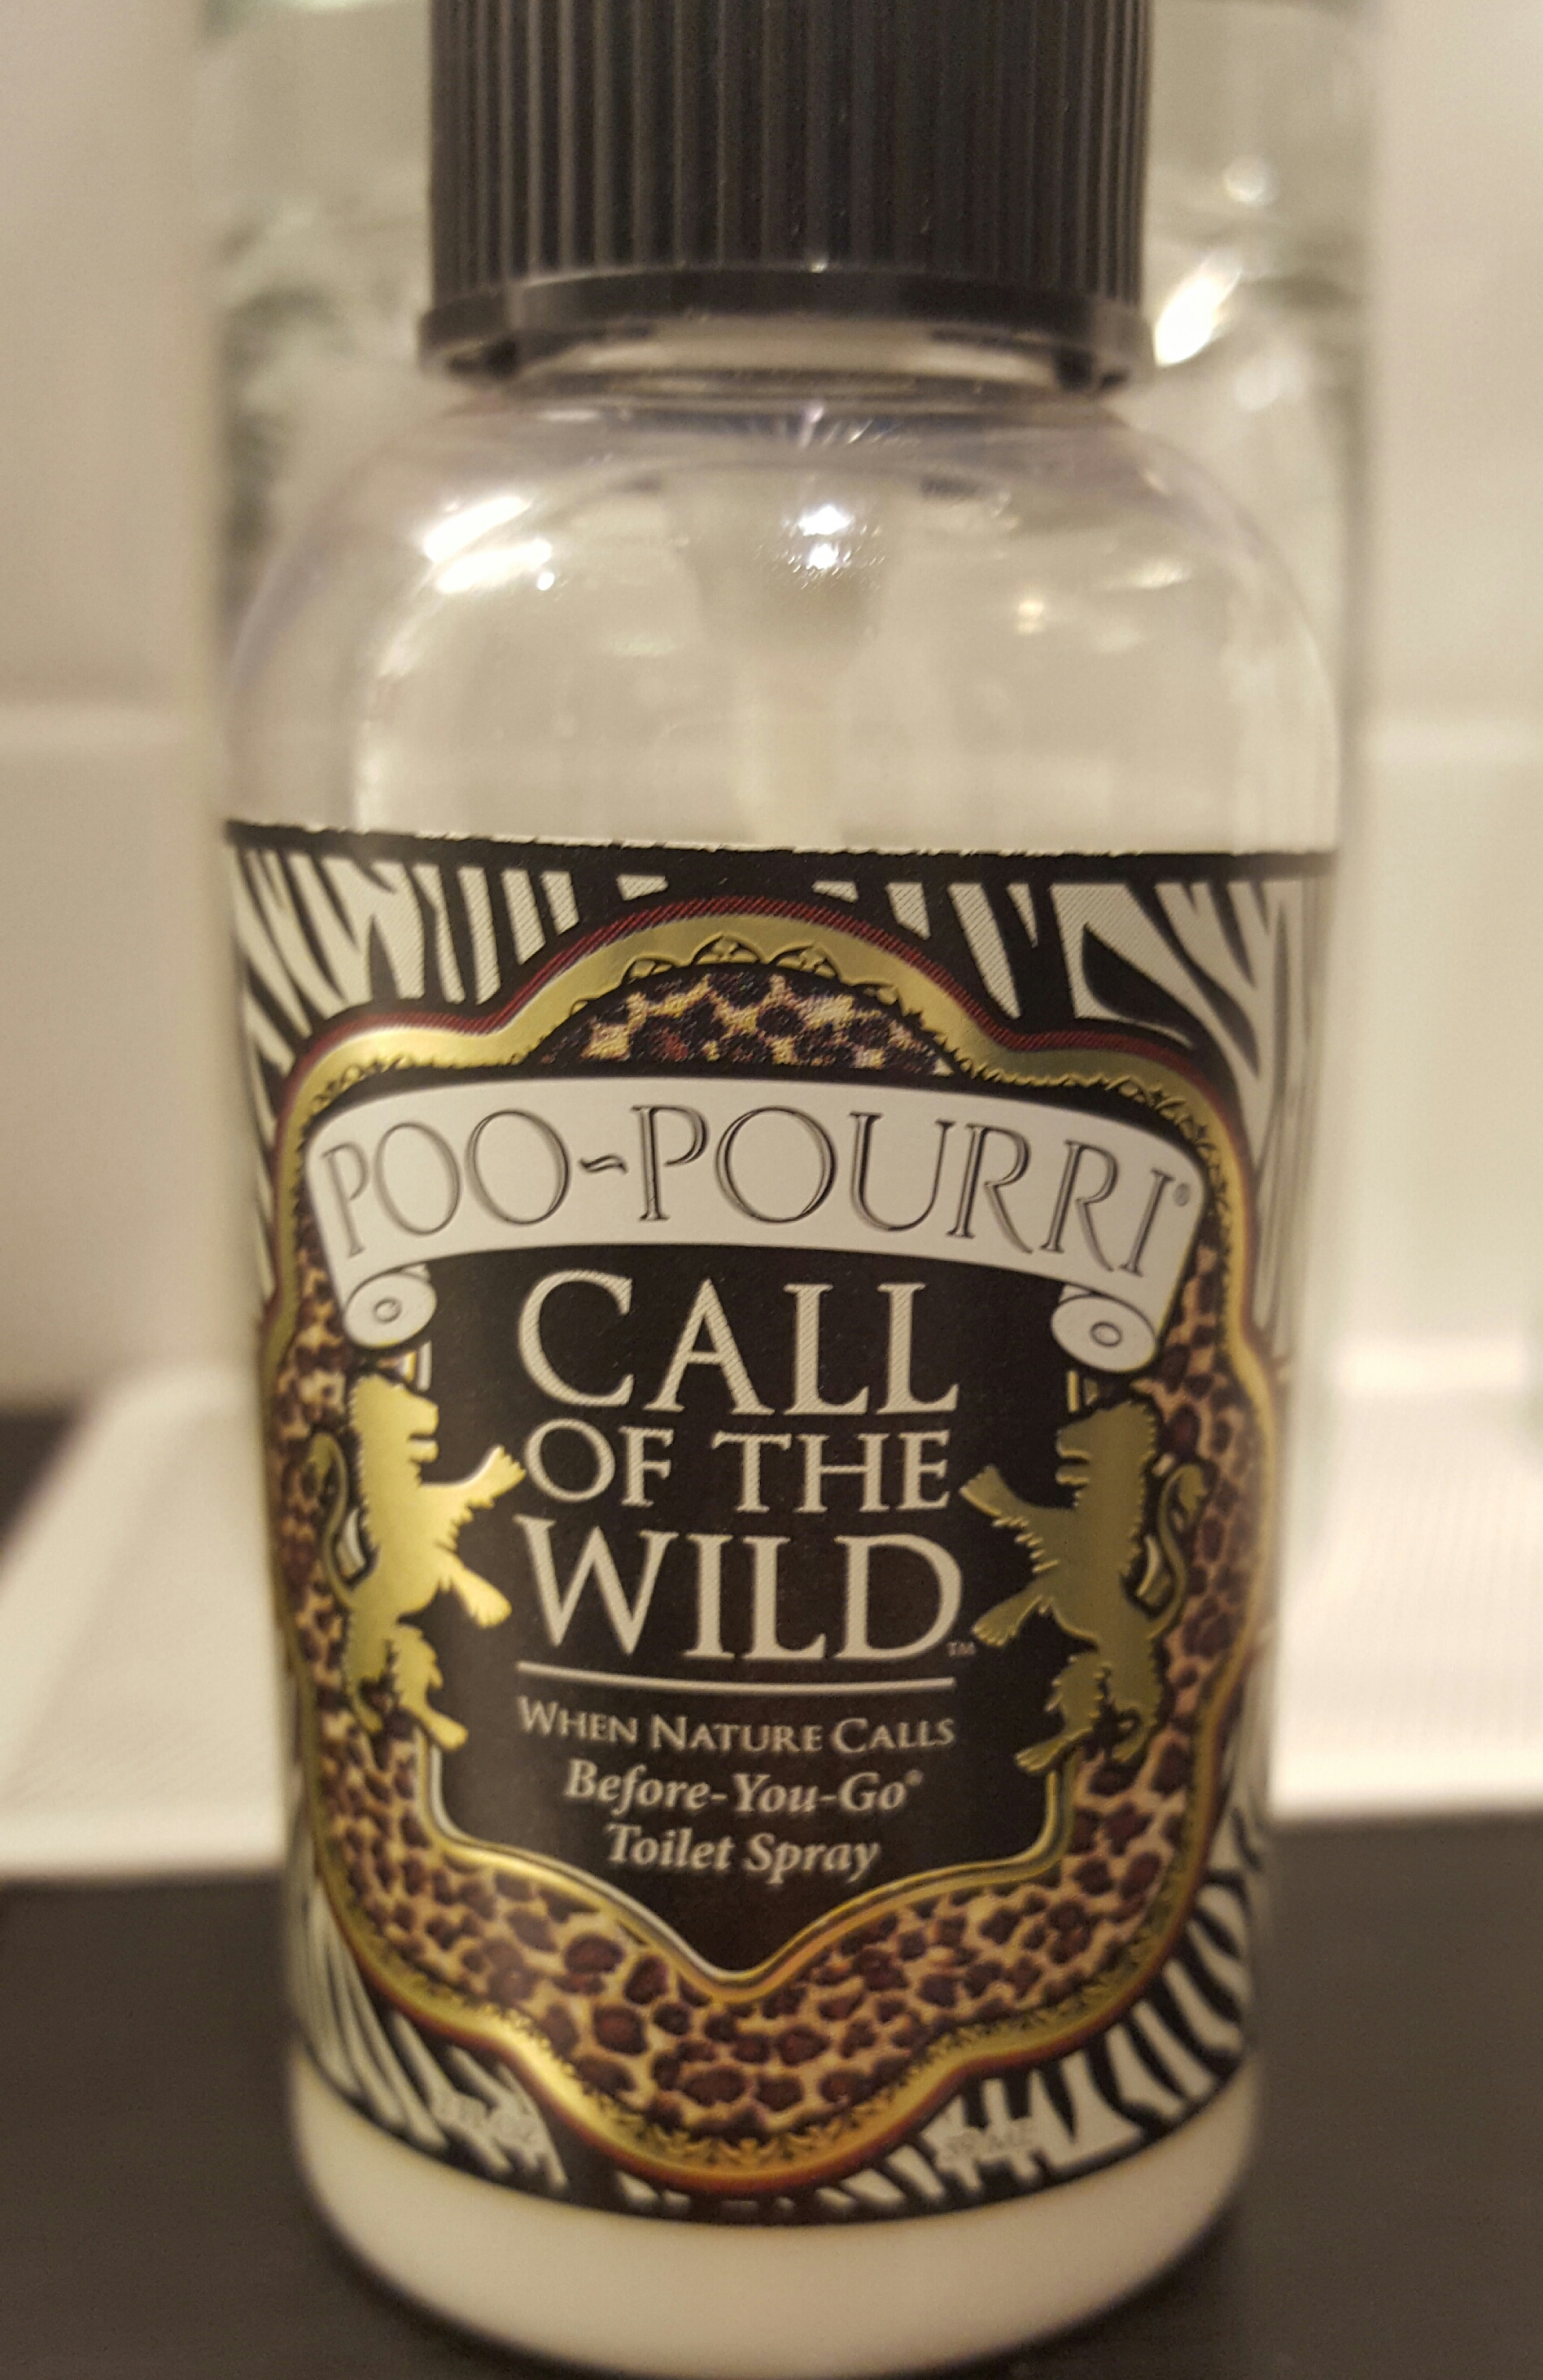 POO~POURRI®
CALL
OF THE
WILD™
WHEN NATURE CALLS
Before-You-Go®
Toilet Spray